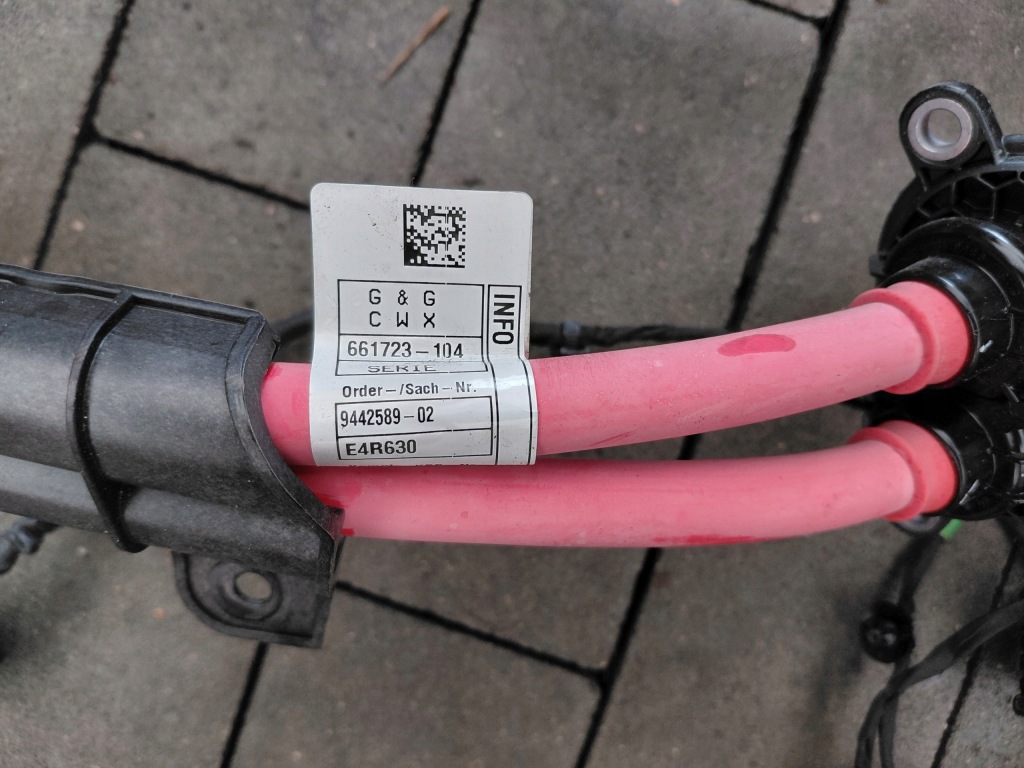 G & G
C W X
INFO
661723-104
SERIE
Order-/Sach-Nr.
9442589-02
E4R630